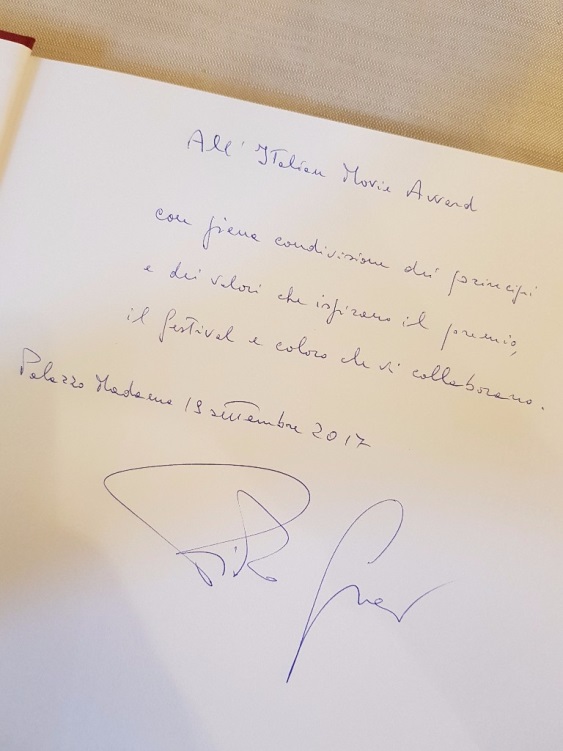 All' Italian Movie Award
con piena condivisione dei principi
e dei valori che ispirano il premio,
il festival e coloro che vi collaborano.
Palazzo Madama 19 settembre 2017